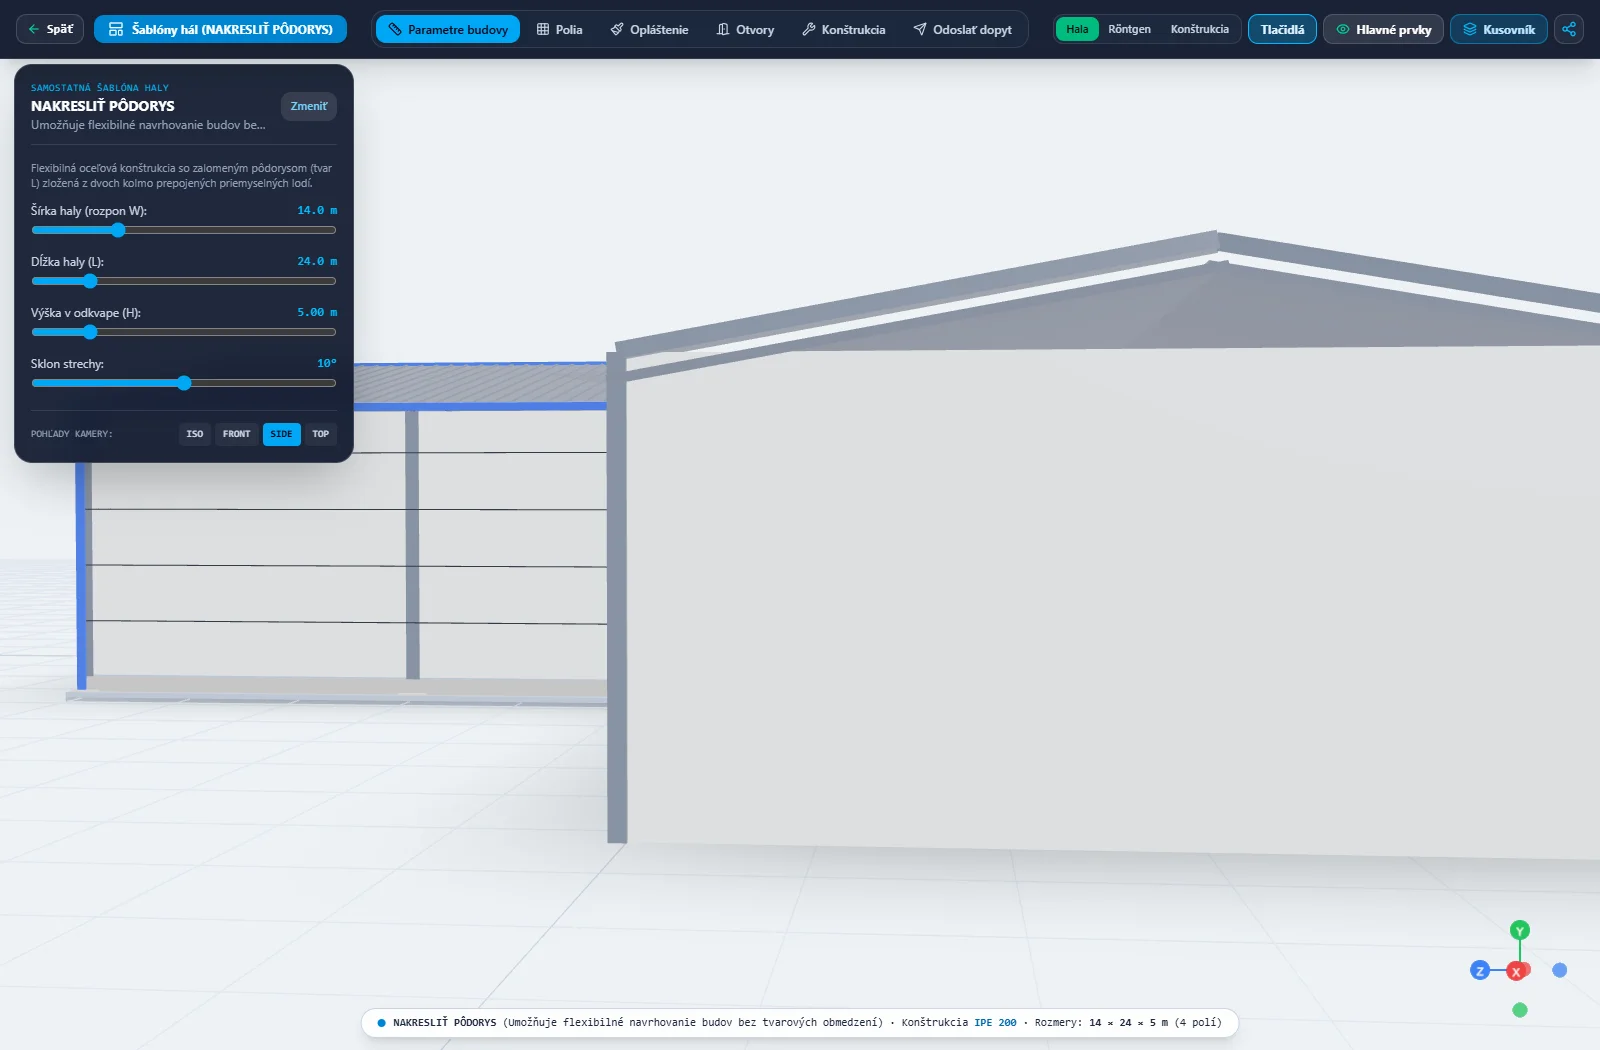 Späť
Šablóny hál (NAKRESLIŤ PÔDORYS)
Parametre budovy
Polia
Opláštenie
Otvory
Konštrukcia
Odoslať dopyt
Hala
Röntgen
Konštrukcia
Tlačidlá
Hlavné prvky
Kusovník
SAMOSTATNÁ ŠABLÓNA HALY
NAKRESLIŤ PÔDORYS
Zmeniť
Umožňuje flexibilné navrhovanie budov be...
Flexibilná oceľová konštrukcia so zalomeným pôdorysom (tvar
L) zložená z dvoch kolmo prepojených priemyselných lodí.
Šírka haly (rozpon W): 14.0 m
Dĺžka haly (L): 24.0 m
Výška v odkvape (H): 5.00 m
Sklon strechy: 10°
POHĽADY KAMERY: ISO FRONT SIDE TOP
Y
Z X
NAKRESLIŤ PÔDORYS (Umožňuje flexibilné navrhovanie budov bez tvarových obmedzení) · Konštrukcia IPE 200 · Rozmery: 14 × 24 × 5 m (4 polí)